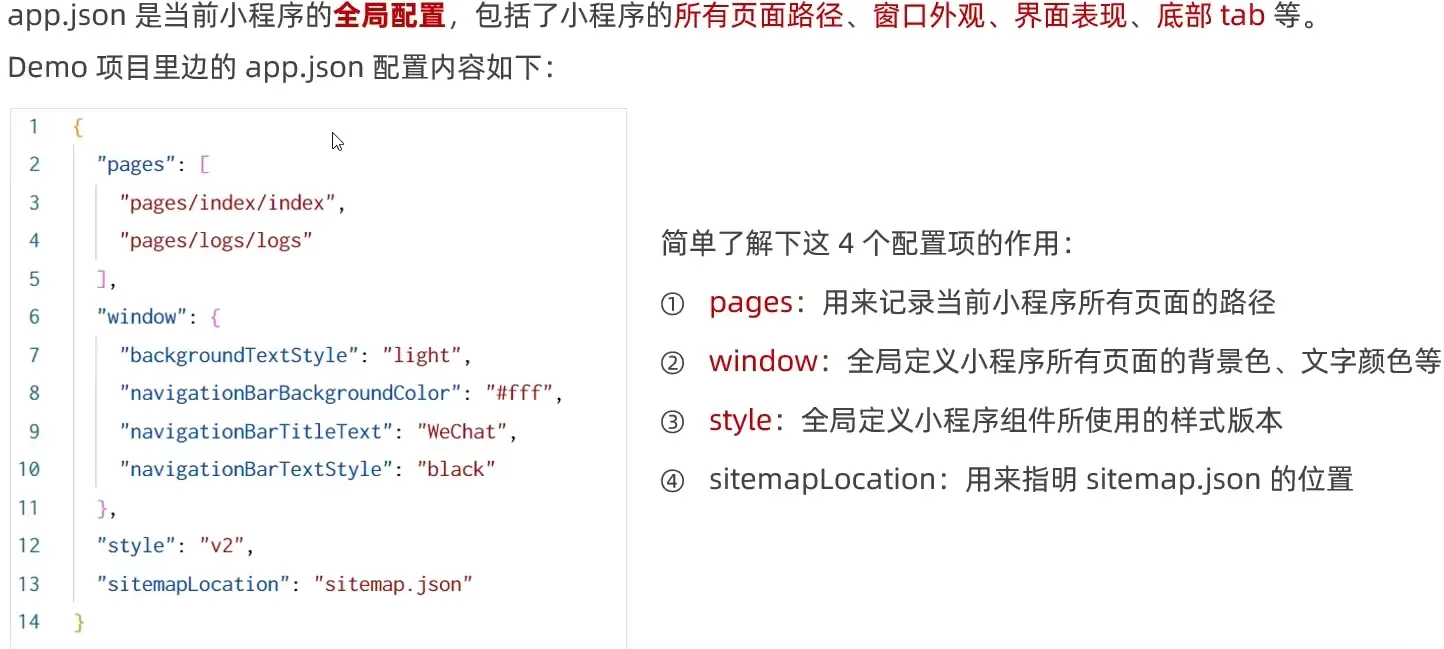 app.json 是当前小程序的全局配置，包括了小程序的所有页面路径、窗口外观、界面表现、底部 tab 等。
Demo 项目里边的 app.json 配置内容如下：
1 {
2 "pages": [
3 "pages/index/index",
4 "pages/logs/logs"
5 ],
6 "window": {
7 "backgroundTextStyle": "light",
8 "navigationBarBackgroundColor": "#fff",
9 "navigationBarTitleText": "WeChat",
10 "navigationBarTextStyle": "black"
11 },
12 "style": "v2",
13 "sitemapLocation": "sitemap.json"
14 }
简单了解下这 4 个配置项的作用：
① pages：用来记录当前小程序所有页面的路径
② window：全局定义小程序所有页面的背景色、文字颜色等
③ style：全局定义小程序组件所使用的样式版本
④ sitemapLocation：用来指明 sitemap.json 的位置